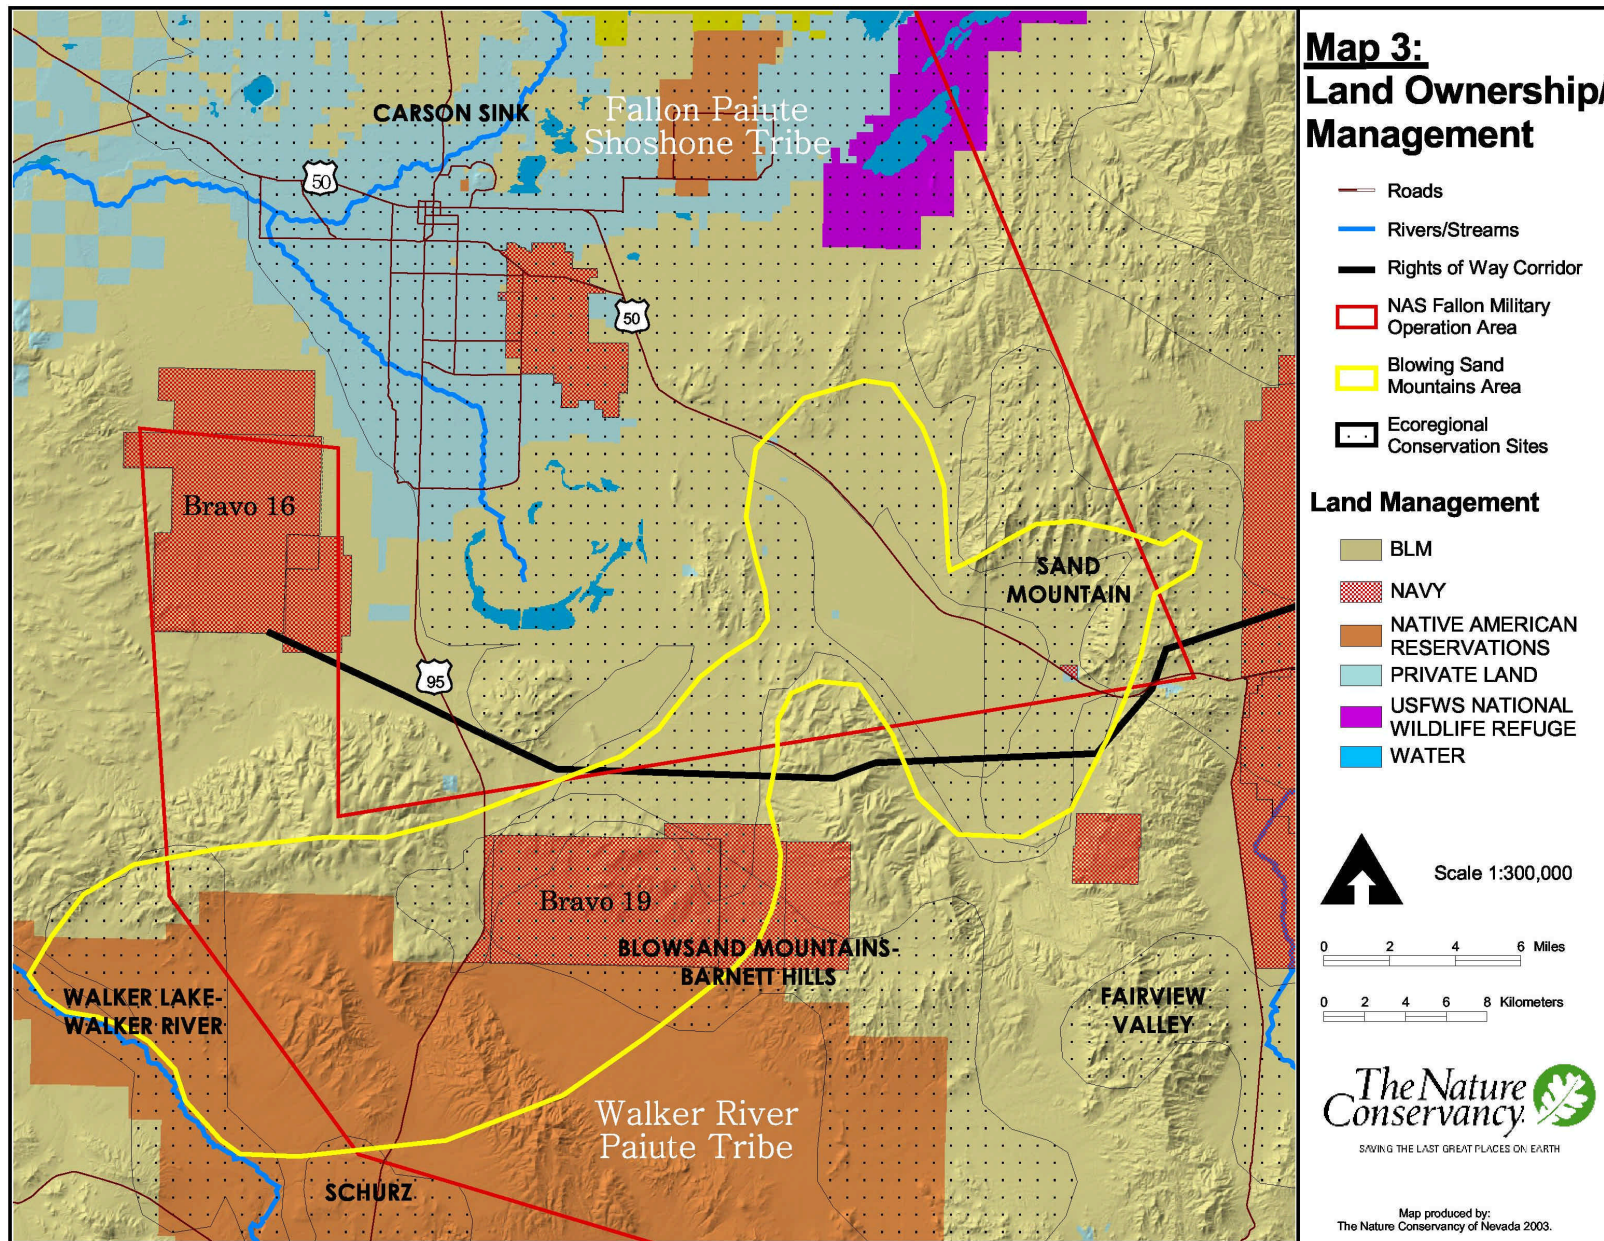 Map 3:
Land Ownership/
Management
Roads
Rivers/Streams
Rights of Way Corridor
NAS Fallon Military
Operation Area
Blowing Sand
Mountains Area
Ecoregional
Conservation Sites
Land Management
BLM
NAVY
NATIVE AMERICAN
RESERVATIONS
PRIVATE LAND
USFWS NATIONAL
WILDLIFE REFUGE
WATER
Scale 1:300,000
0 2 4 6 Miles
0 2 4 6 8 Kilometers
The Nature
Conservancy.
SAVING THE LAST GREAT PLACES ON EARTH
Map produced by:
The Nature Conservancy of Nevada 2003.
CARSON SINK
Fallon Paiute
Shoshone Tribe
50
50
Bravo 16
SAND
MOUNTAIN
95
Bravo 19
BLOWSAND MOUNTAINS-
BARNETT HILLS
WALKER LAKE-
WALKER RIVER
FAIRVIEW
VALLEY
Walker River
Paiute Tribe
SCHURZ